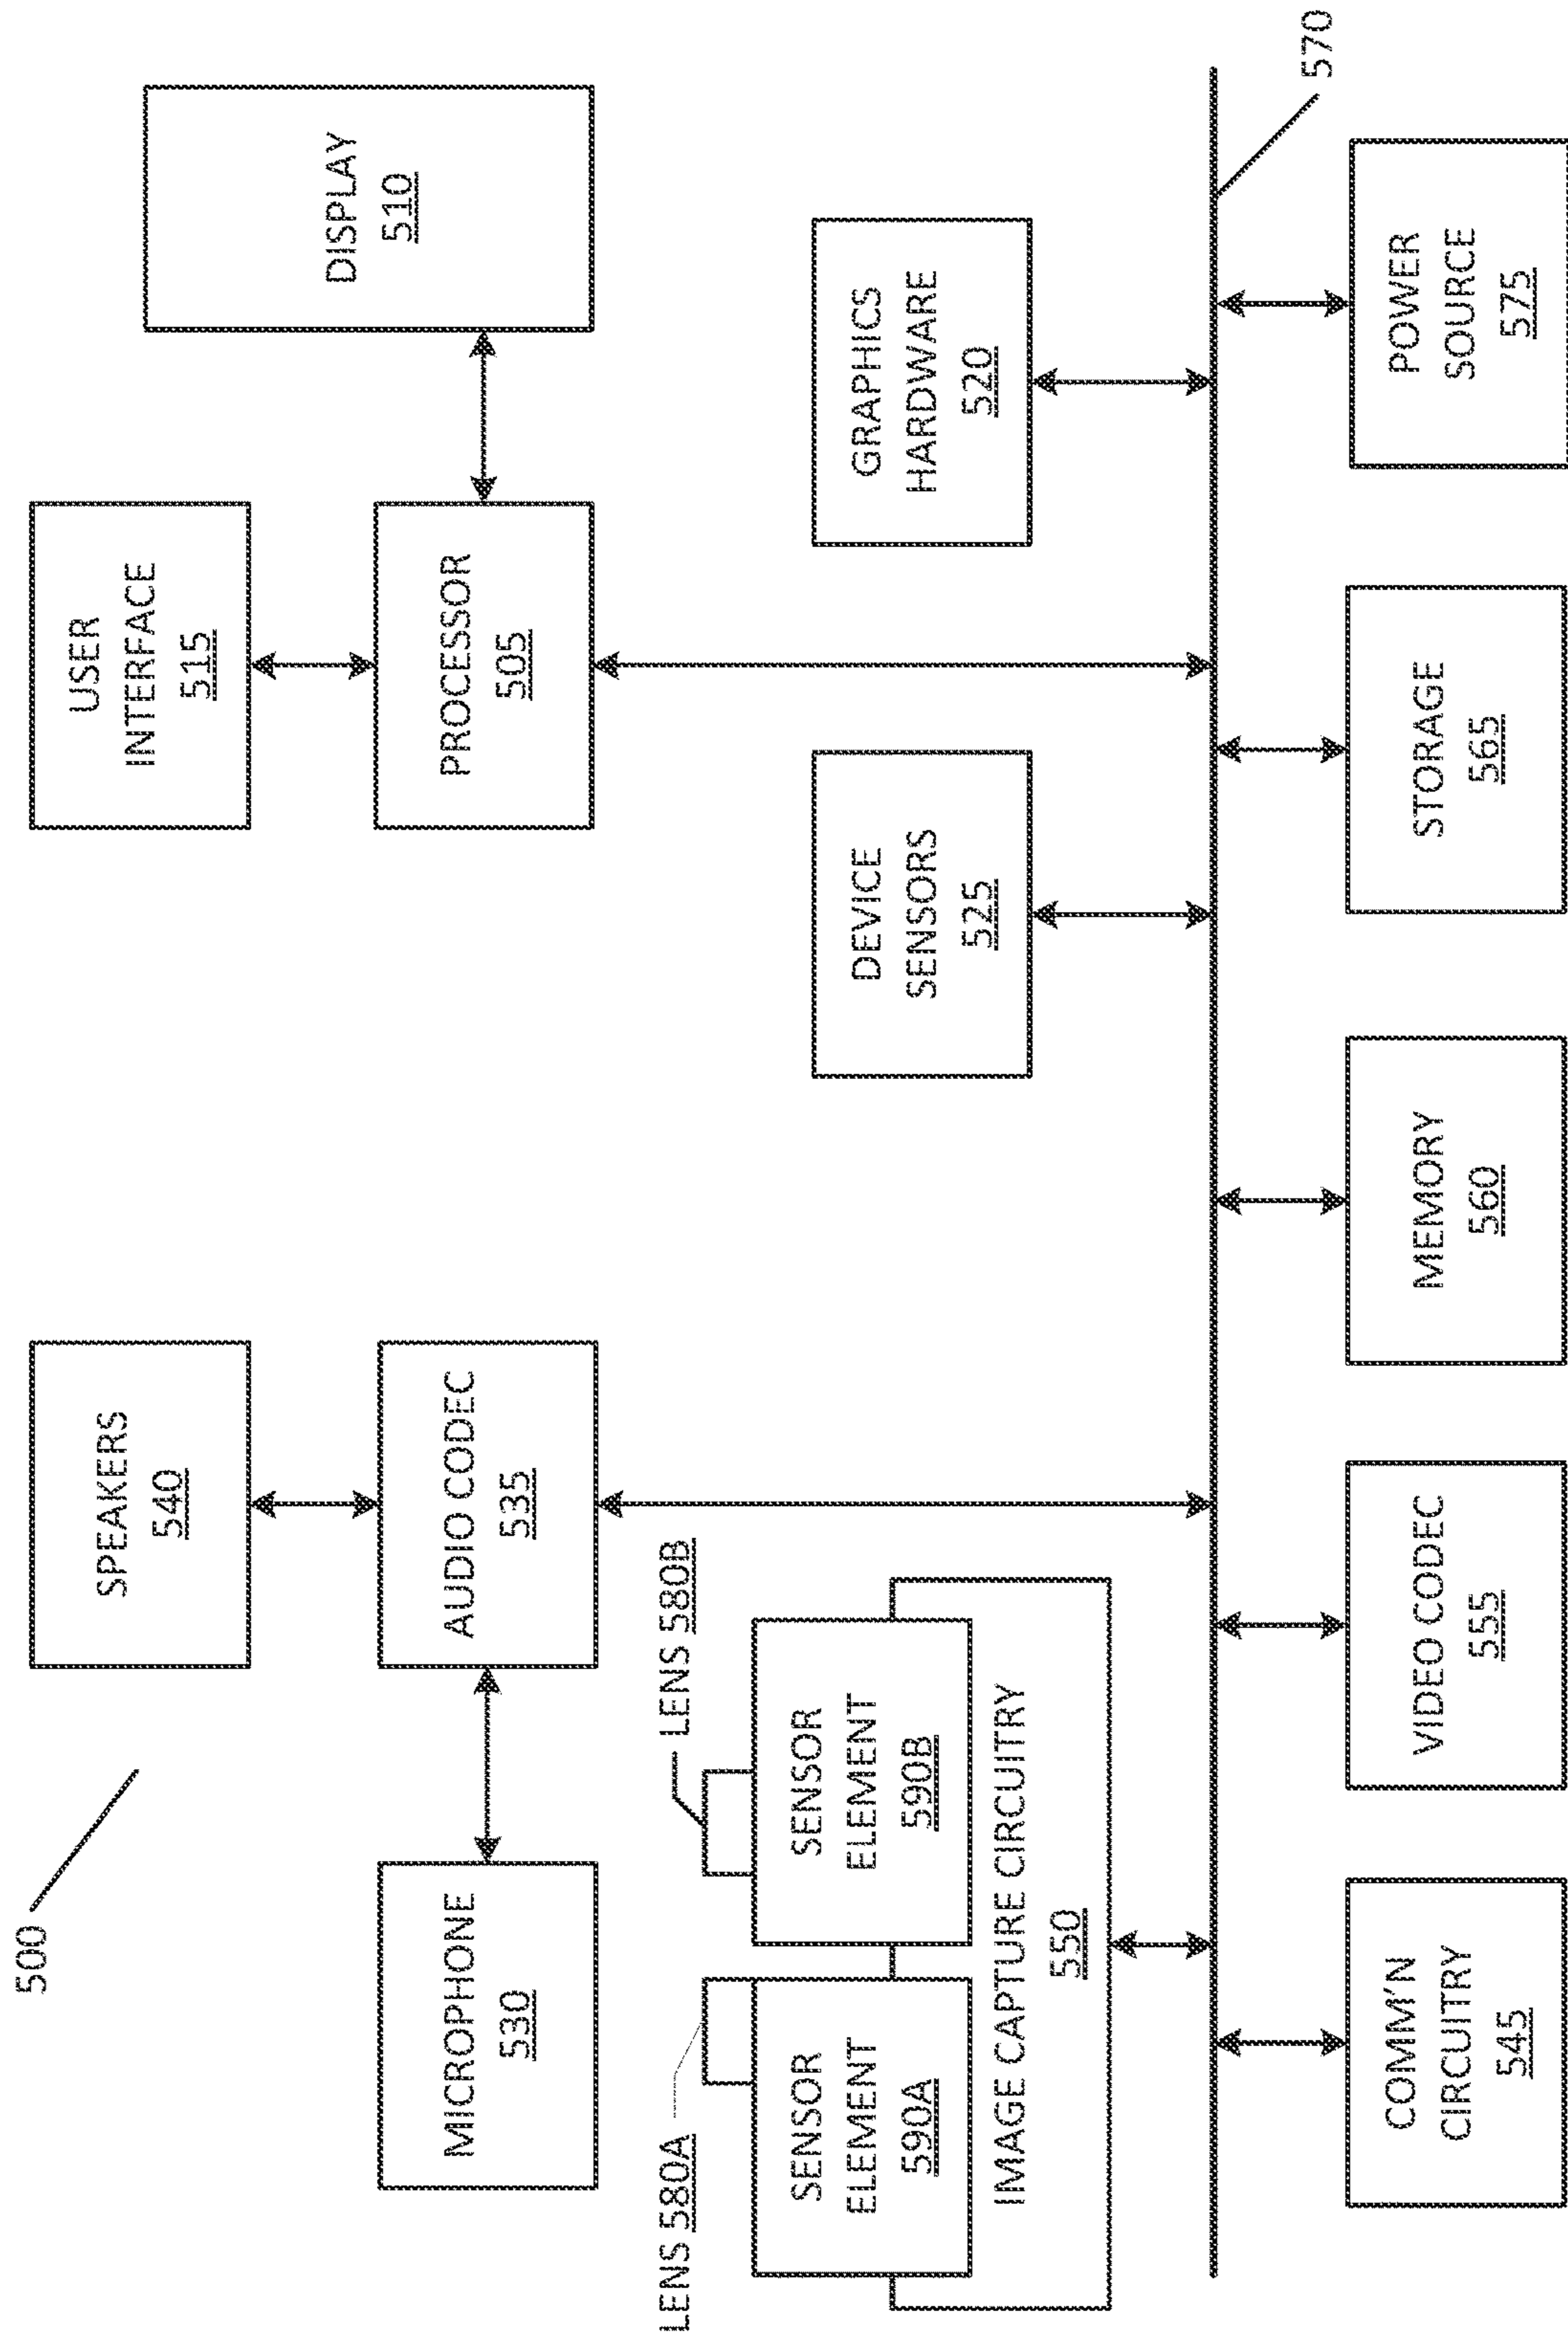 500
SPEAKERS
540
USER
INTERFACE
515
MICROPHONE
530
AUDIO CODEC
535
PROCESSOR
505
DISPLAY
510
LENS 580A
LENS 580B
SENSOR
ELEMENT
590A
SENSOR
ELEMENT
590B
IMAGE CAPTURE CIRCUITRY
550
DEVICE
SENSORS
525
GRAPHICS
HARDWARE
520
570
COMM'N
CIRCUITRY
545
VIDEO CODEC
555
MEMORY
560
STORAGE
565
POWER
SOURCE
575